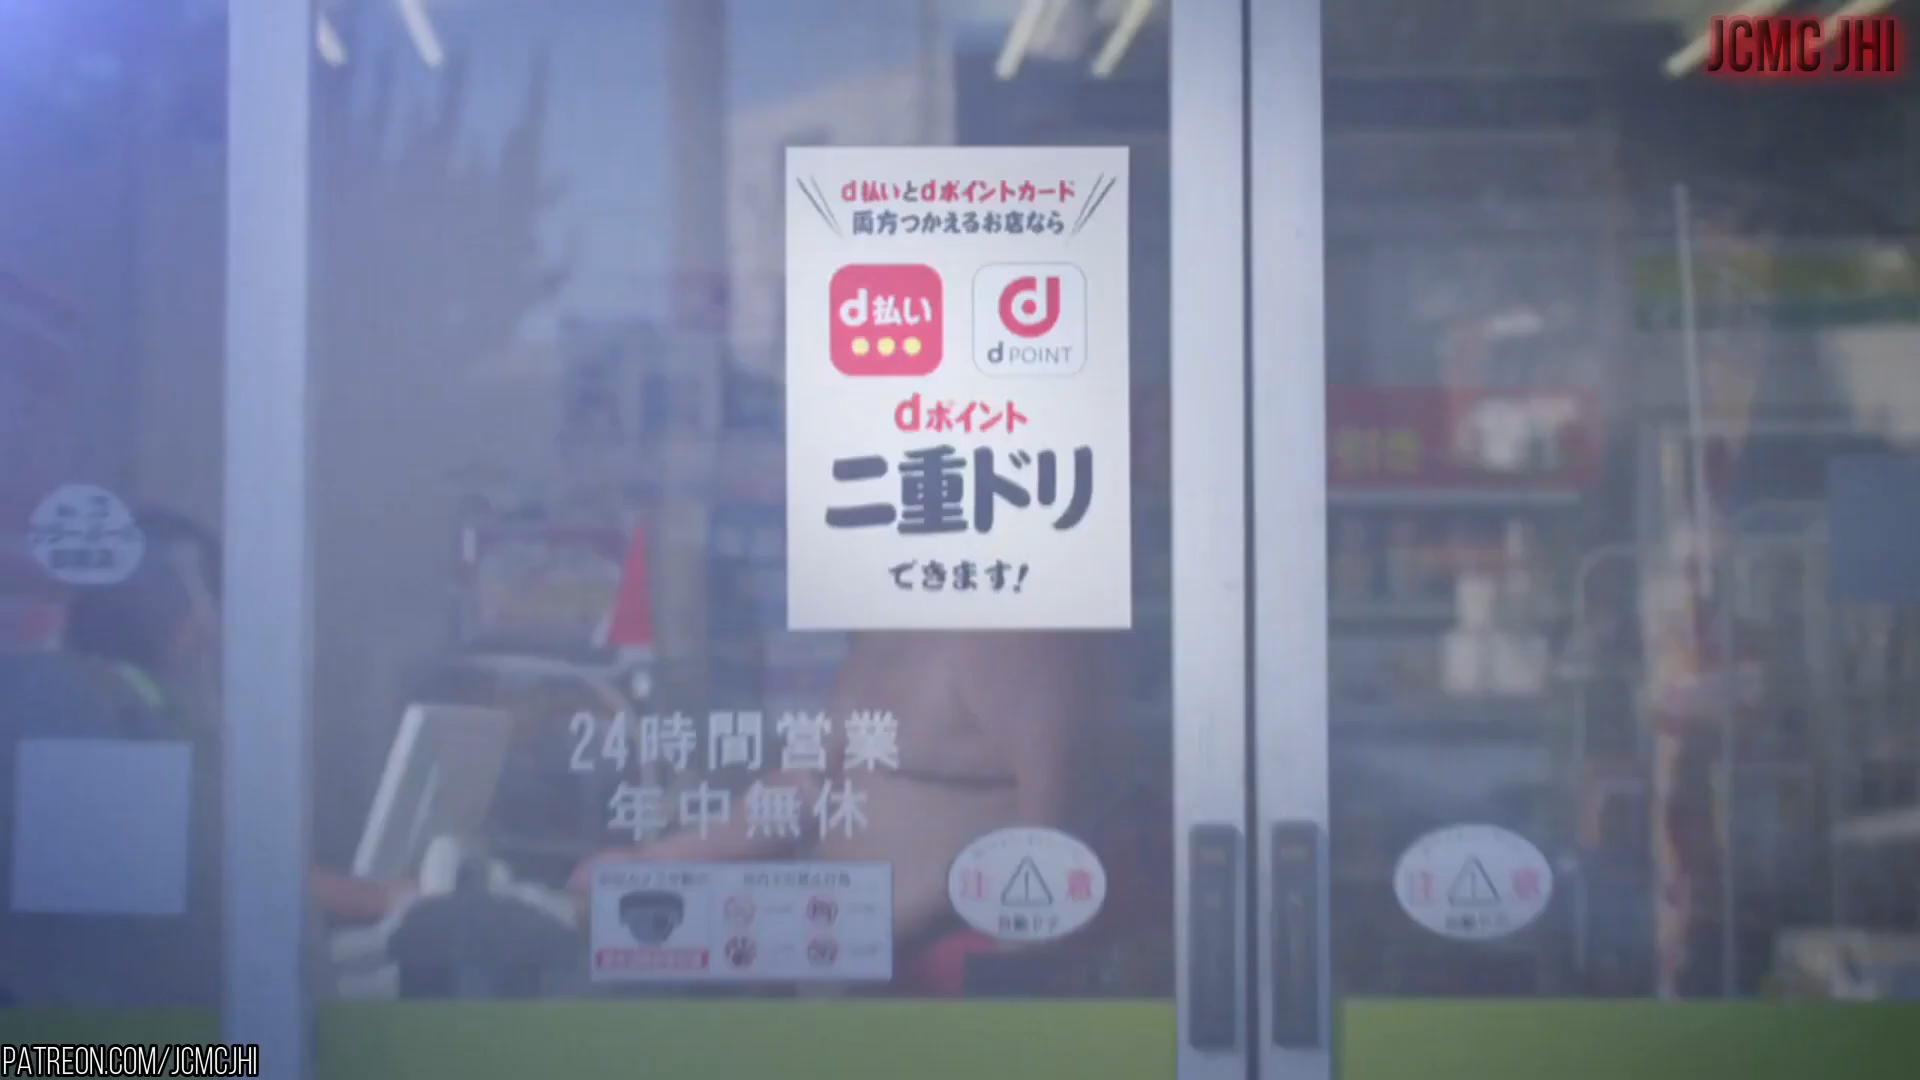 JCMC JHI
d払いとdポイントカード
両方つかえるお店なら
d払い
d POINT
dポイント
二重ドリ
できます!
24時間営業
年中無休
注意
注意
PATREON.COM/JCMCJHI